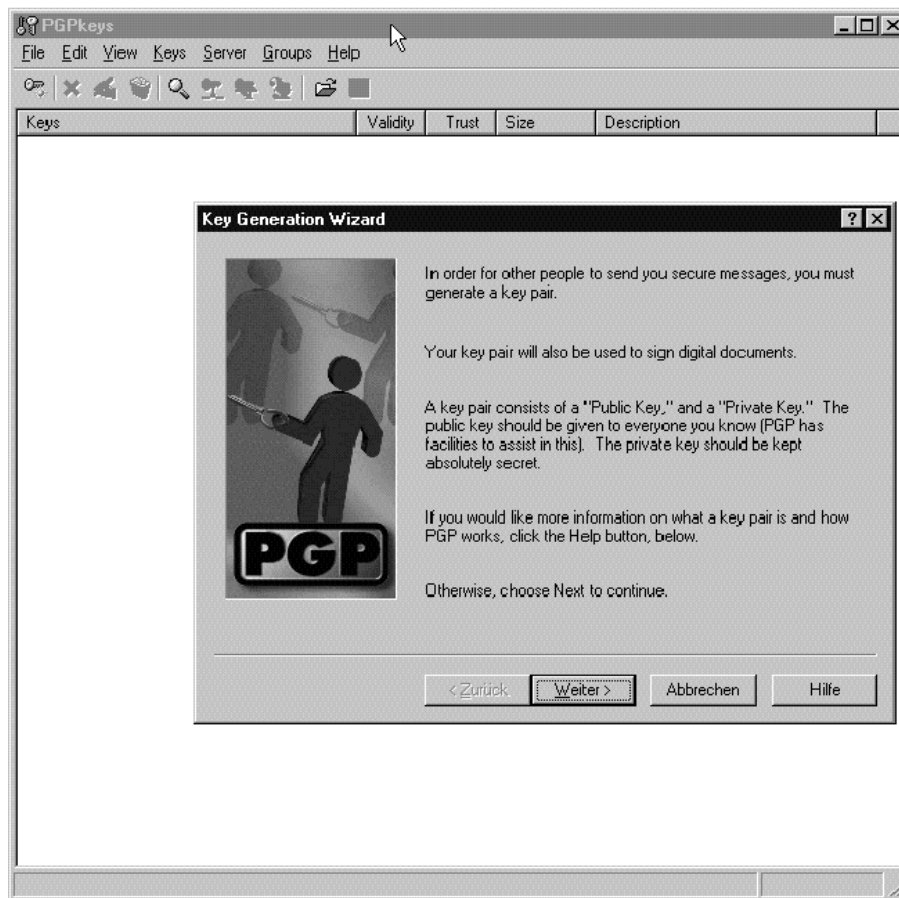 PGPkeys
File Edit View Keys Server Groups Help
Keys Validity Trust Size Description
Key Generation Wizard
In order for other people to send you secure messages, you must
generate a key pair.
Your key pair will also be used to sign digital documents.
A key pair consists of a "Public Key," and a "Private Key." The
public key should be given to everyone you know (PGP has
facilities to assist in this). The private key should be kept
absolutely secret.
If you would like more information on what a key pair is and how
PGP works, click the Help button, below.
PGP
Otherwise, choose Next to continue.
< Zurück Weiter > Abbrechen Hilfe